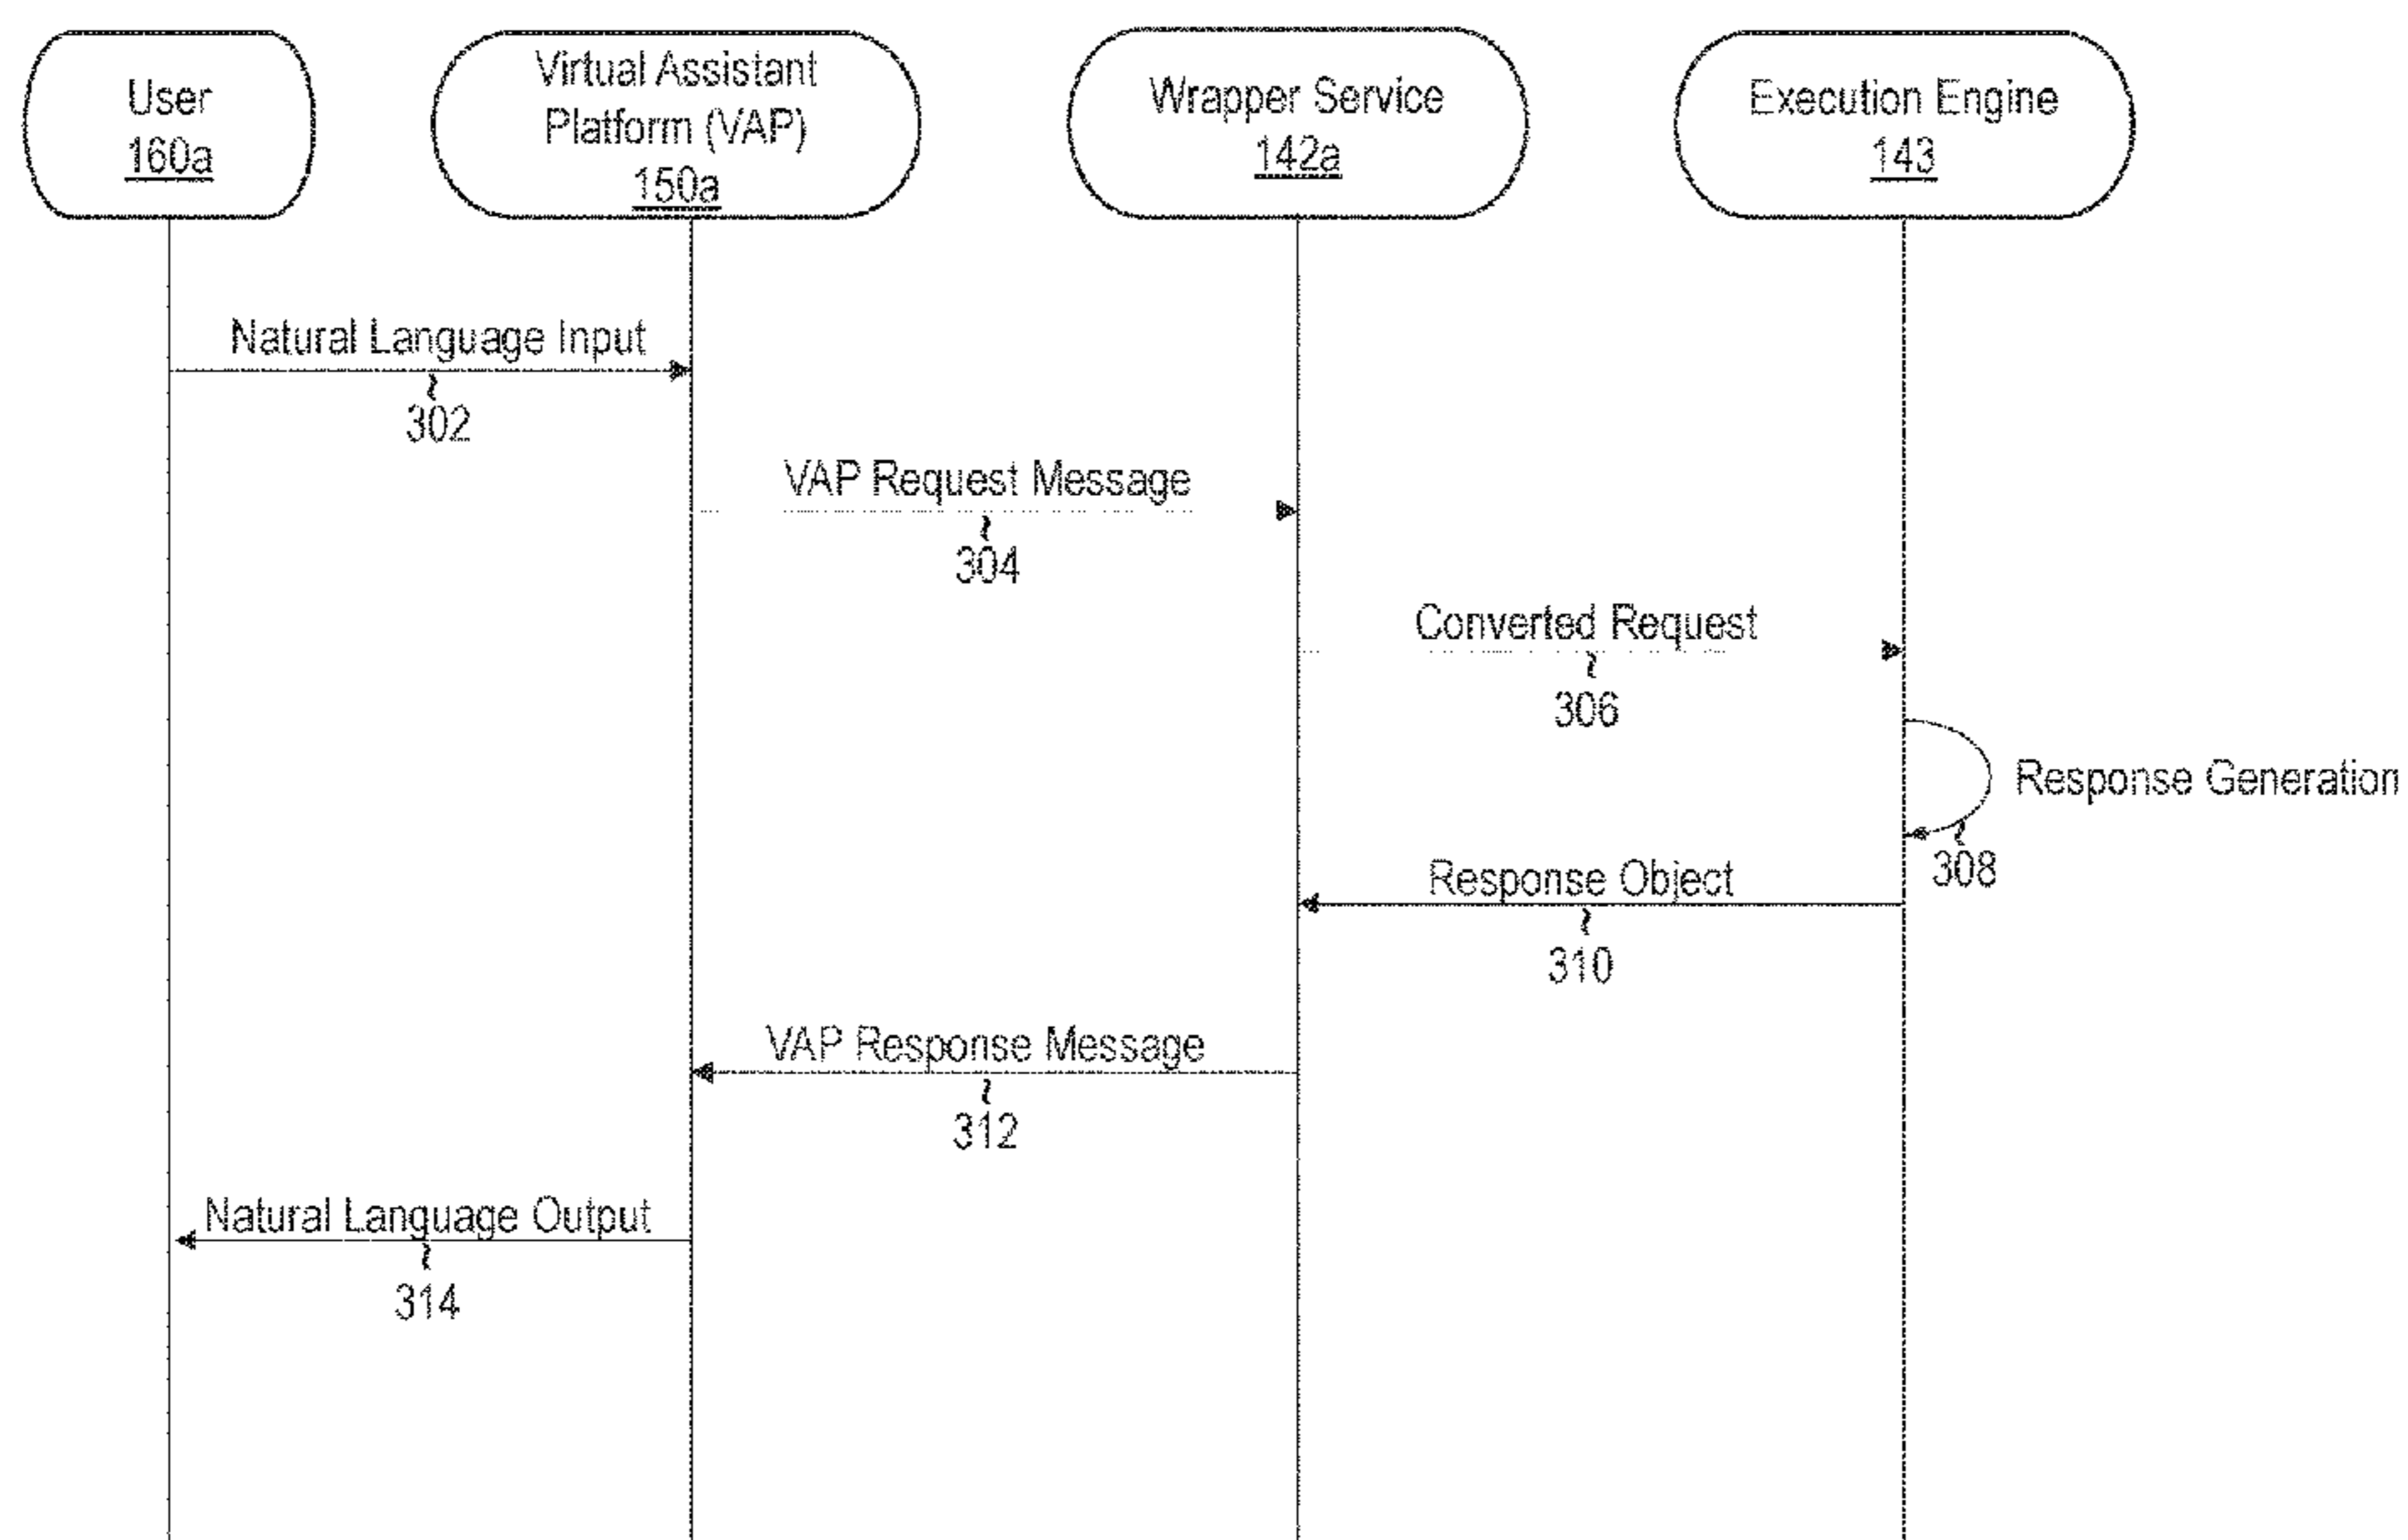 User
160a
Virtual Assistant
Platform (VAP)
150a
Wrapper Service
142a
Execution Engine
143
Natural Language Input
302
VAP Request Message
304
Converted Request
306
Response Generation
308
Response Object
310
VAP Response Message
312
Natural Language Output
314